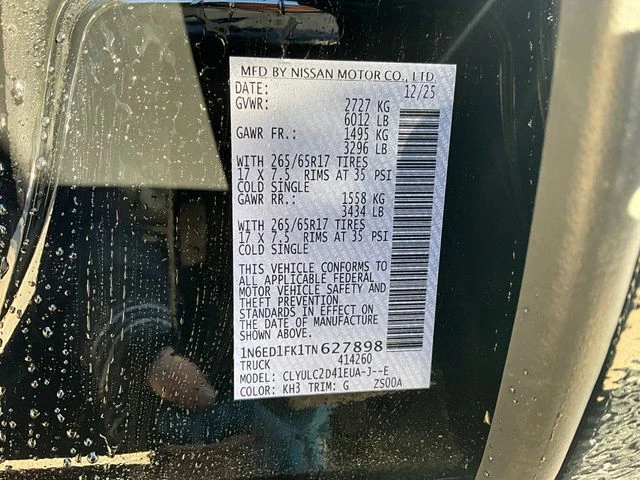 MFD BY NISSAN MOTOR CO., LTD.
DATE: 12/25
GVWR: 2727 KG
6012 LB
GAWR FR.: 1495 KG
3296 LB
WITH 265/65R17 TIRES
17 X 7.5 RIMS AT 35 PSI
COLD SINGLE
GAWR RR.: 1558 KG
3434 LB
WITH 265/65R17 TIRES
17 X 7.5 RIMS AT 35 PSI
COLD SINGLE
THIS VEHICLE CONFORMS TO
ALL APPLICABLE FEDERAL
MOTOR VEHICLE SAFETY AND
THEFT PREVENTION
STANDARDS IN EFFECT ON
THE DATE OF MANUFACTURE
SHOWN ABOVE.
1N6ED1FK1TN627898
TRUCK 414260
MODEL: CLYULC2D41EUA-J--E
COLOR: KH3 TRIM: G ZS00A